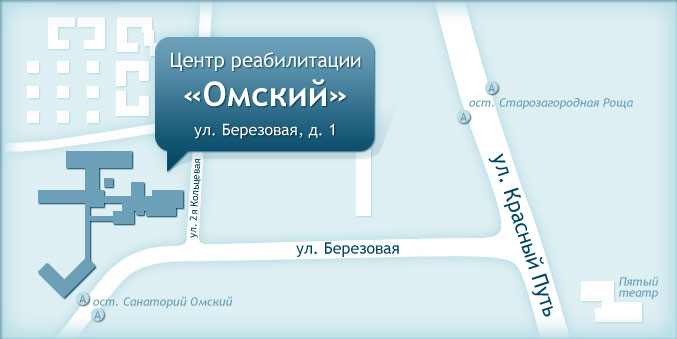 Центр реабилитации
«Омский»
ул. Березовая, д. 1
А
ост. Старозагородная Роща
А
ул. Красный Путь
ул. 2я Кольцевая
ул. Березовая
Пятый
театр
А
ост. Санаторий Омский
А